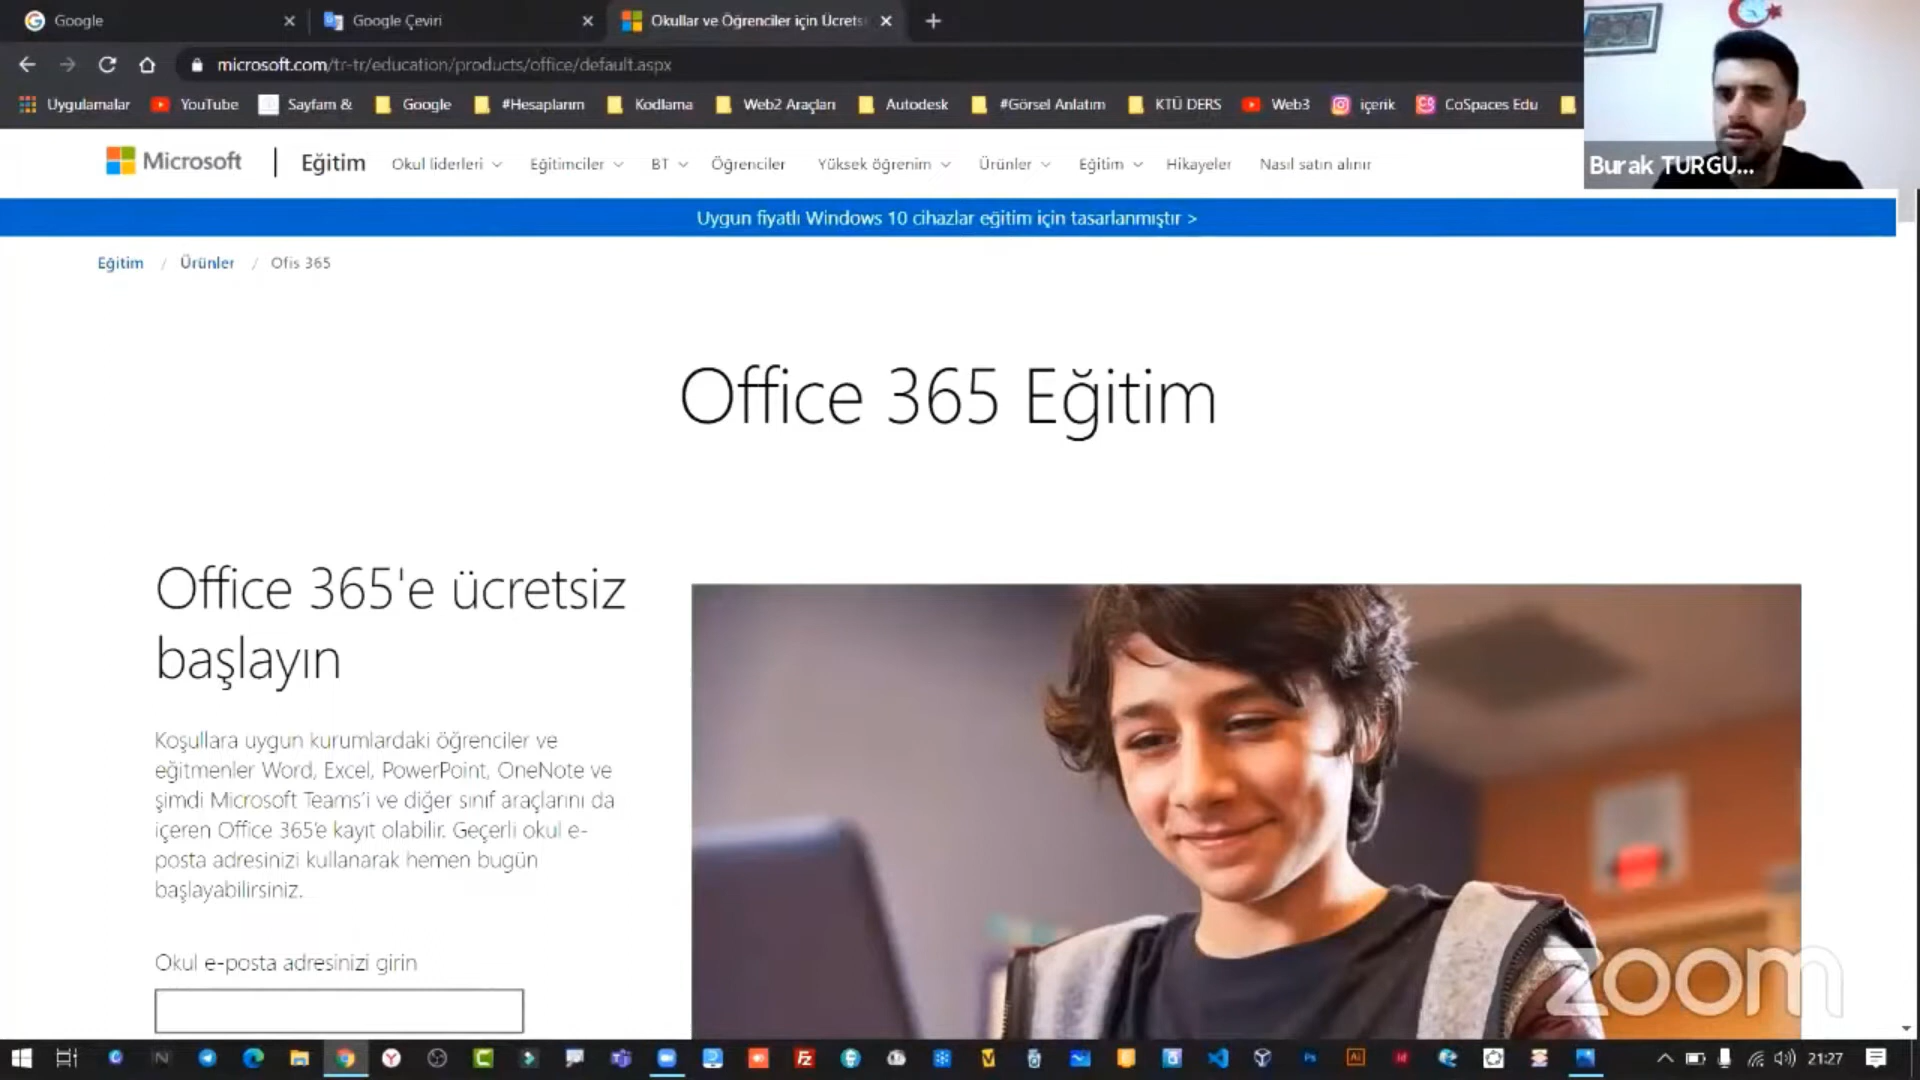 Google
Google Çeviri
Okullar ve Öğrenciler için Ücrets
microsoft.com/tr-tr/education/products/office/default.aspx
Uygulamalar YouTube Sayfam & Google #Hesaplarım Kodlama Web2 Araçları Autodesk #Görsel Anlatım KTÜ DERS Web3 içerik CoSpaces Edu
Burak TURGU...
Microsoft Eğitim Okul liderleri Eğitimciler BT Öğrenciler Yüksek öğrenim Ürünler Eğitim Hikayeler Nasıl satın alınır
Uygun fiyatlı Windows 10 cihazlar eğitim için tasarlanmıştır >
Eğitim / Ürünler / Ofis 365
Office 365 Eğitim
Office 365'e ücretsiz
başlayın
Koşullara uygun kurumlardaki öğrenciler ve
eğitmenler Word, Excel, PowerPoint, OneNote ve
şimdi Microsoft Teams'i ve diğer sınıf araçlarını da
içeren Office 365'e kayıt olabilir. Geçerli okul e-
posta adresinizi kullanarak hemen bugün
başlayabilirsiniz.
Okul e-posta adresinizi girin
zoom
21:27